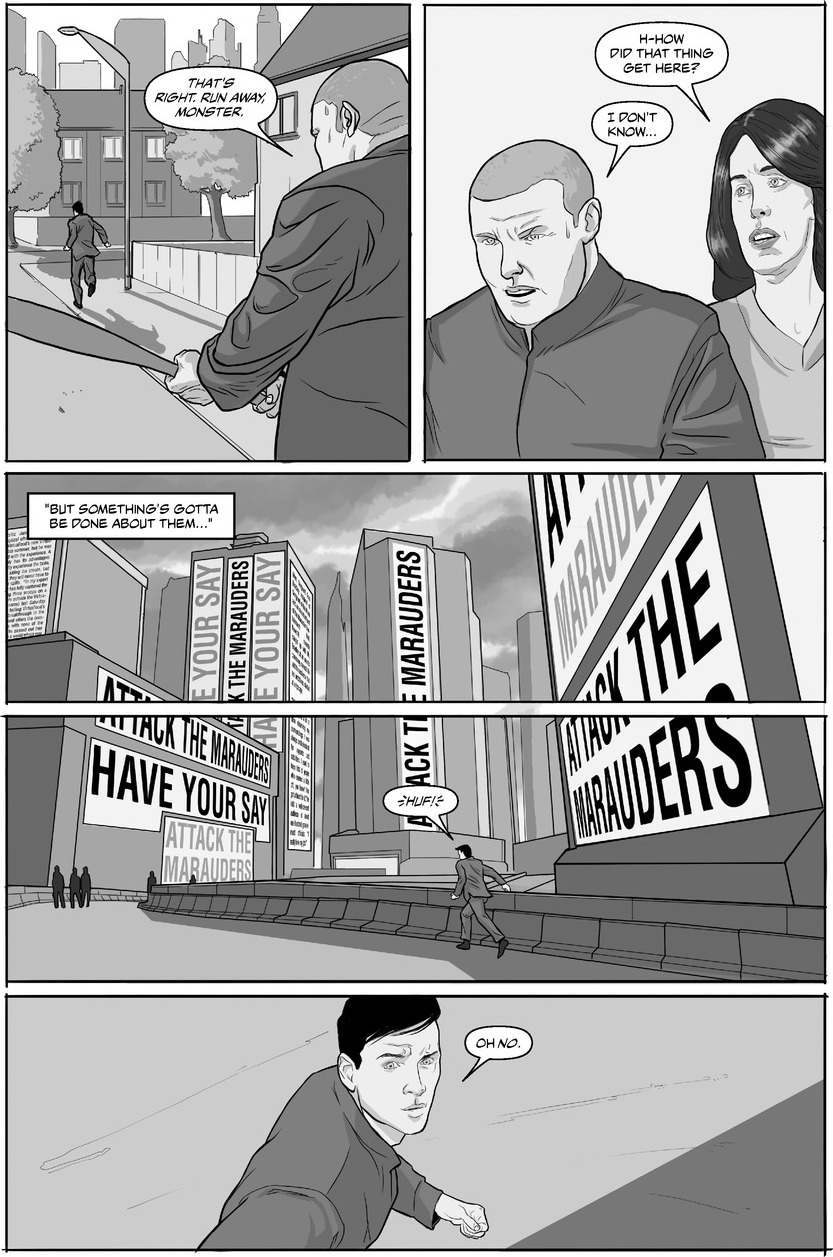 THAT'S
RIGHT. RUN AWAY,
MONSTER.
H-HOW
DID THAT THING
GET HERE?
I DON'T
KNOW...
"BUT SOMETHING'S GOTTA
BE DONE ABOUT THEM..."
HAVE YOUR SAY
ATTACK THE MARAUDERS
HAVE YOUR SAY
ATTACK THE MARAUDERS
MARAUDERS
ATTACK THE
ATTACK THE
MARAUDERS
ATTACK THE MARAUDERS
HAVE YOUR SAY
ATTACK THE
MARAUDERS
HUF!
OH NO.